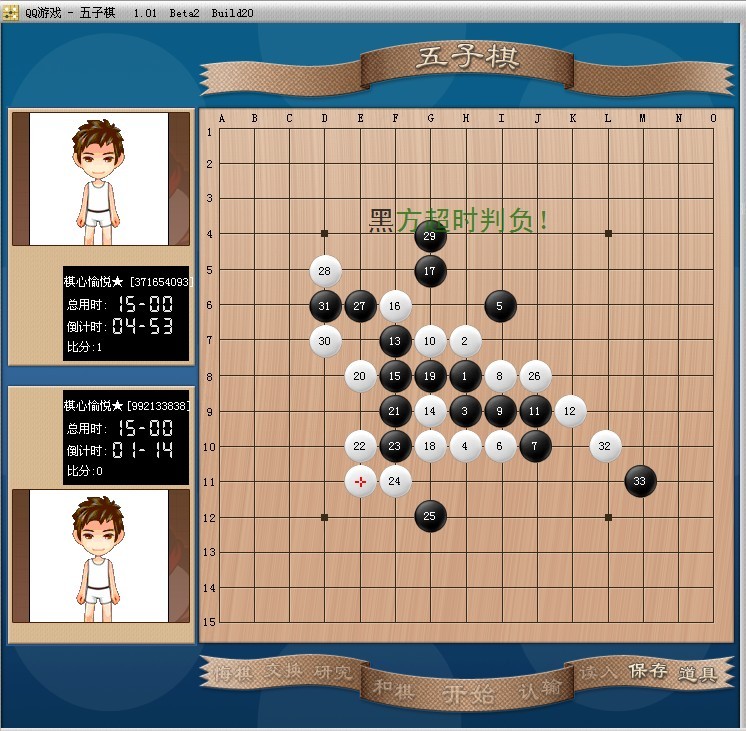 QQ游戏 - 五子棋 1.01 Beta2 Build20
五子棋
A B C D E F G H I J K L M N O
1
2
3
黑方超时判负!
4 29
棋心愉悦★ [371654093]
总用时: 15-00
倒计时: 04-53
比分:1
5 28 17
6 31 27 16 5
7 30 13 10 2
棋心愉悦★[992133838]
总用时: 15-00
倒计时: 01-14
比分:0
8 20 15 19 1 8 26
9 21 14 3 9 11 12
10 22 23 18 4 6 7 32
11 24 33
12 25
13
14
15
悔棋 交换 研究 和棋 开始 认输 读入 保存 道具